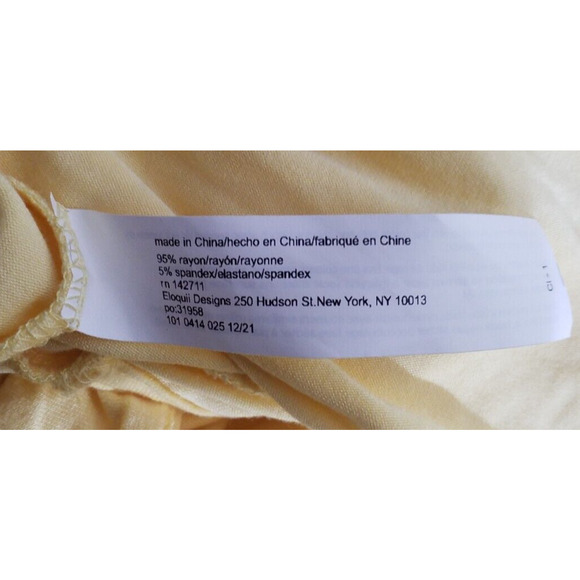 made in China/hecho en China/fabriqué en Chine
95% rayon/rayón/rayonne
5% spandex/elastano/spandex
rn 142711
Eloquii Designs 250 Hudson St.New York, NY 10013
po:31958
101 0414 025 12/21